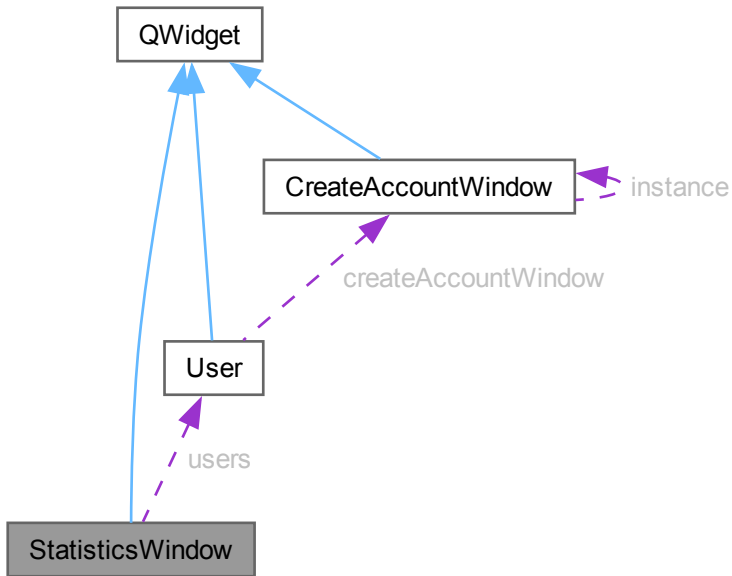 QWidget
CreateAccountWindow
instance
createAccountWindow
User
users
StatisticsWindow